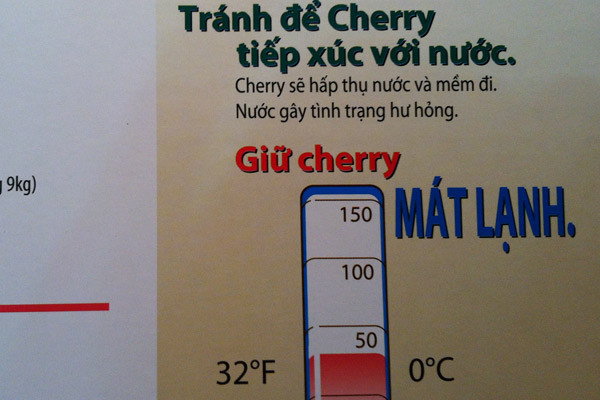 Tránh để Cherry
tiếp xúc với nước.
Cherry sẽ hấp thụ nước và mềm đi.
Nước gây tình trạng hư hỏng.
9kg)
Giữ cherry
MÁT LẠNH.
150
100
50
32°F
0°C